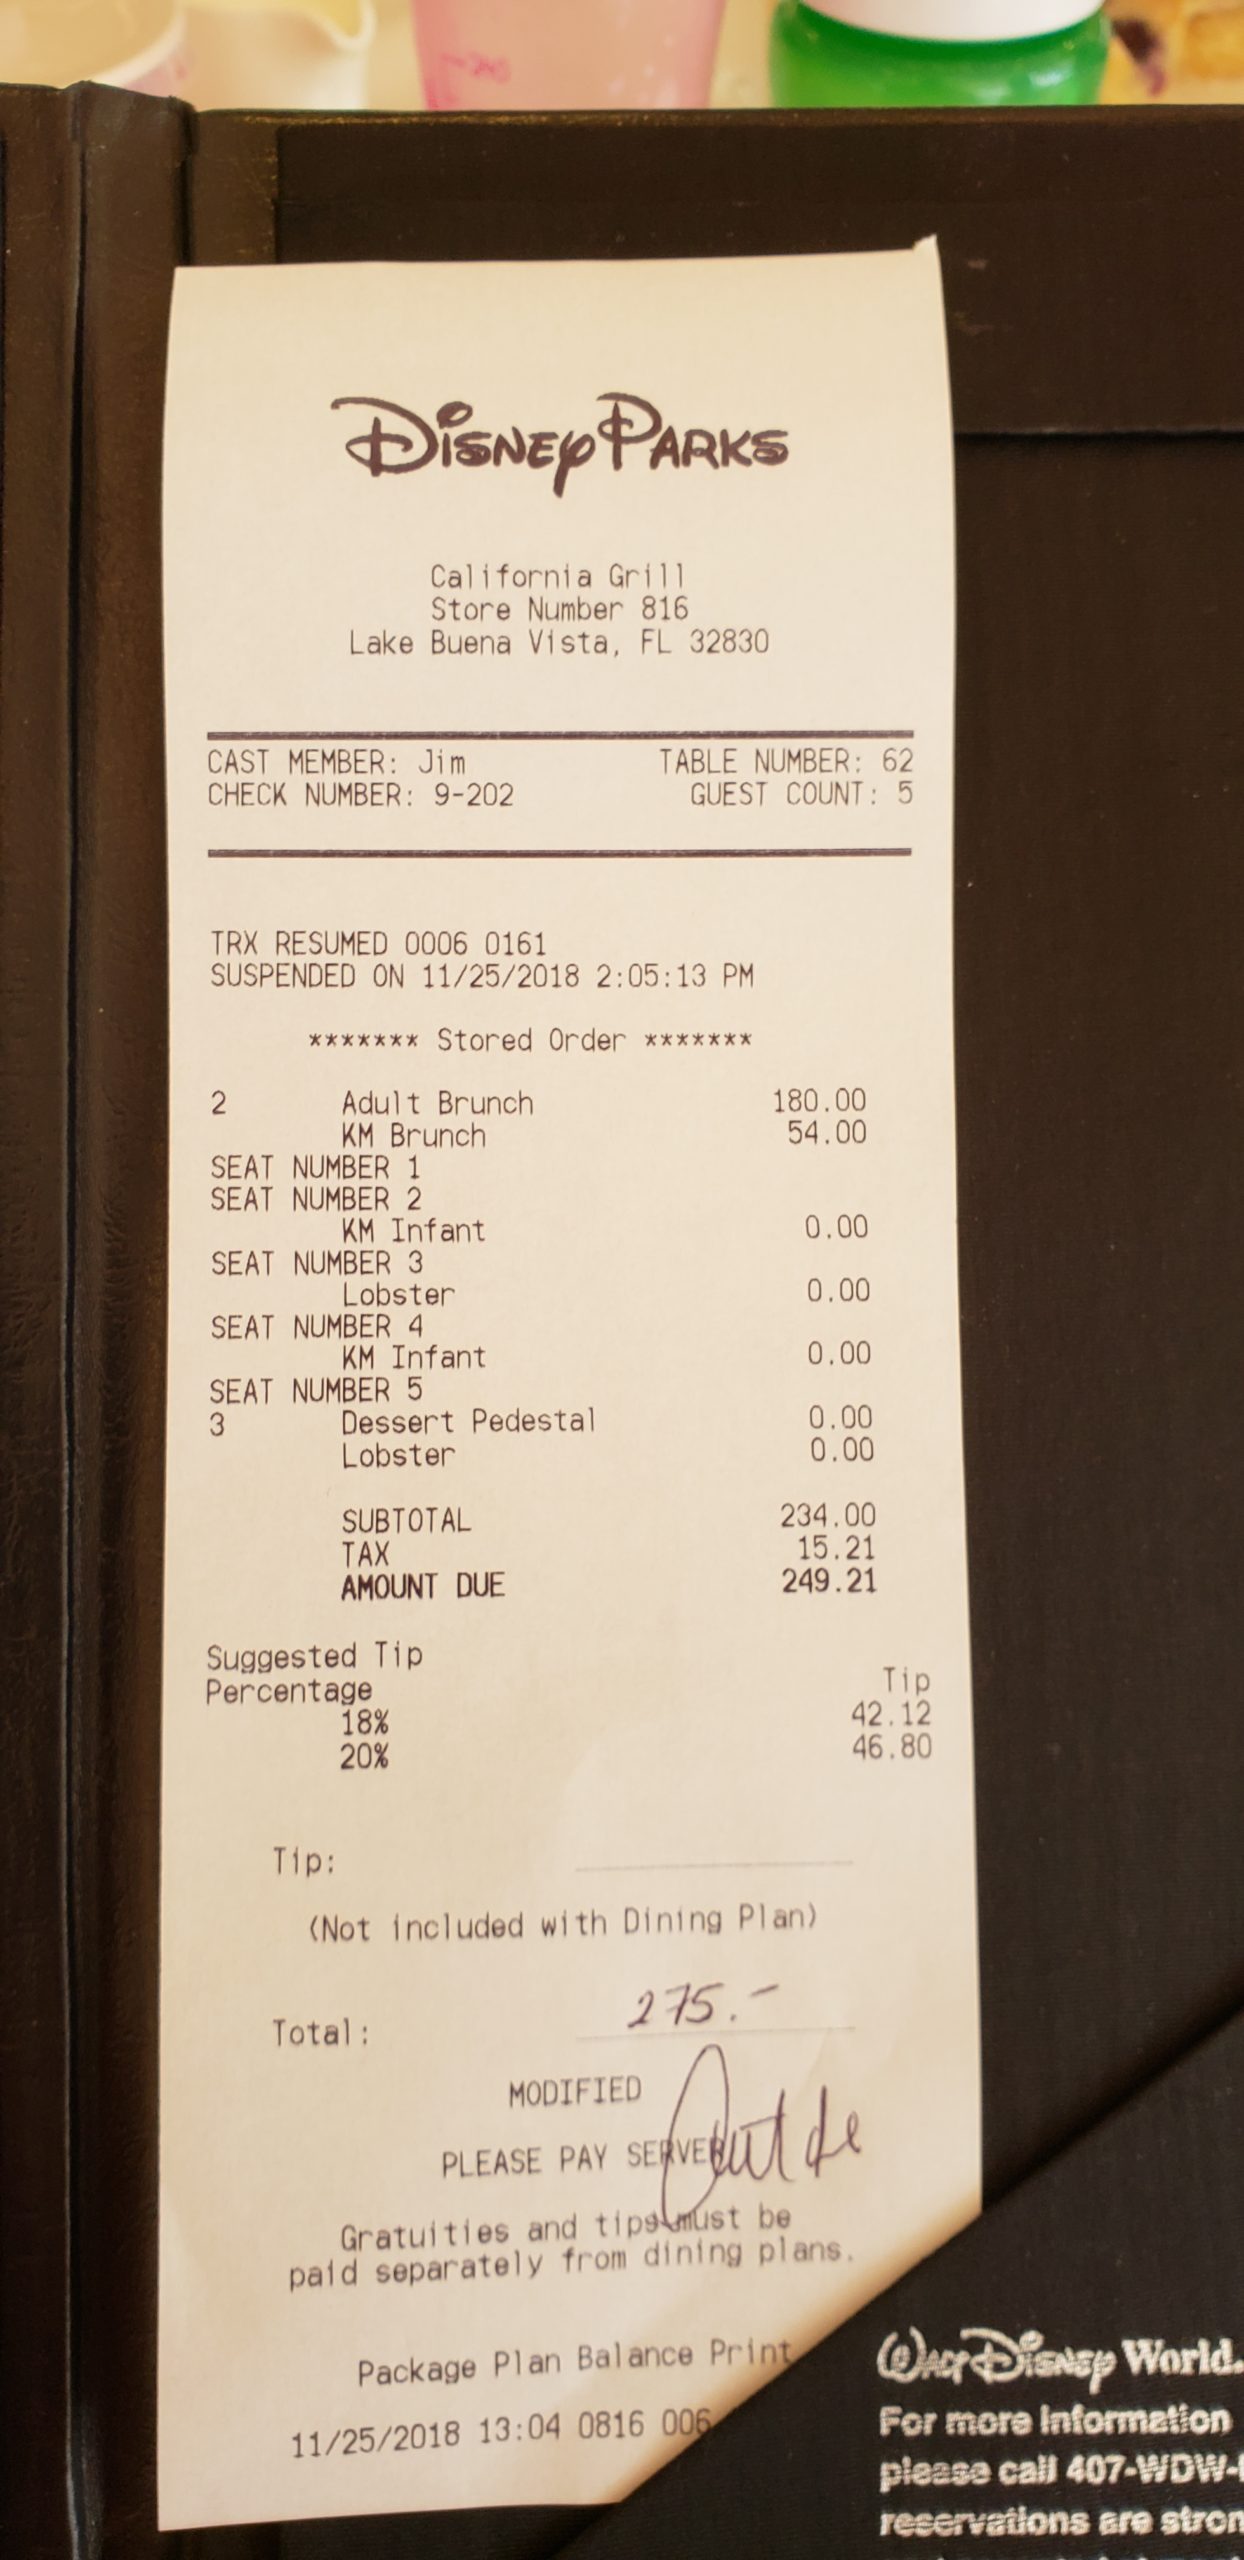 Disney Parks
California Grill
Store Number 816
Lake Buena Vista, FL 32830
CAST MEMBER: Jim TABLE NUMBER: 62
CHECK NUMBER: 9-202 GUEST COUNT: 5
TRX RESUMED 0006 0161
SUSPENDED ON 11/25/2018 2:05:13 PM
******* Stored Order *******
2 Adult Brunch 180.00
KM Brunch 54.00
SEAT NUMBER 1
SEAT NUMBER 2
KM Infant 0.00
SEAT NUMBER 3
Lobster 0.00
SEAT NUMBER 4
KM Infant 0.00
SEAT NUMBER 5
3 Dessert Pedestal 0.00
Lobster 0.00
SUBTOTAL 234.00
TAX 15.21
AMOUNT DUE 249.21
Suggested Tip
Percentage Tip
18% 42.12
20% 46.80
Tip:
(Not included with Dining Plan)
Total: 275.-
MODIFIED
PLEASE PAY SERVER
Gratuities and tips must be
paid separately from dining plans.
Package Plan Balance Print
11/25/2018 13:04 0816 006
Walt Disney World.
For more information
please call 407-WDW-
reservations are stron